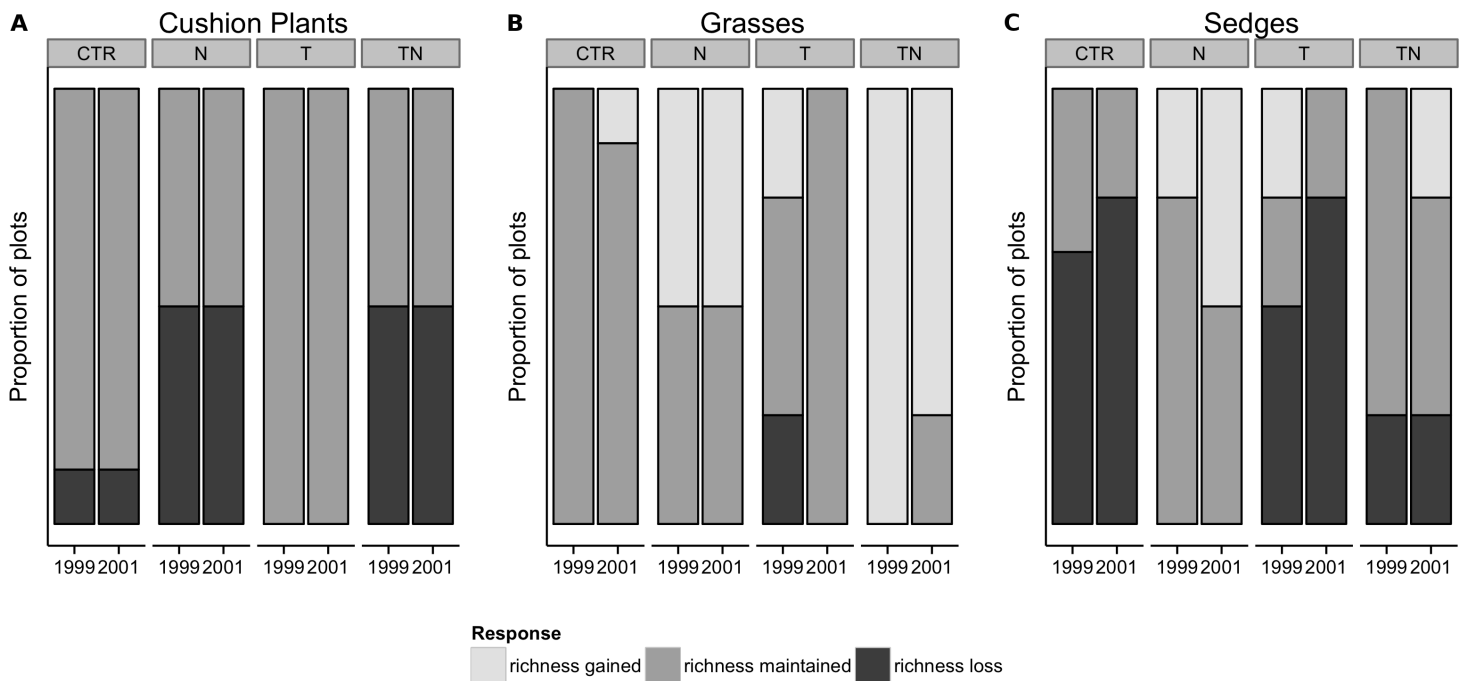 A Cushion Plants
CTR N T TN
Proportion of plots
1999 2001 1999 2001 1999 2001 1999 2001
B Grasses
CTR N T TN
Proportion of plots
1999 2001 1999 2001 1999 2001 1999 2001
C Sedges
CTR N T TN
Proportion of plots
1999 2001 1999 2001 1999 2001 1999 2001
Response
richness gained richness maintained richness loss